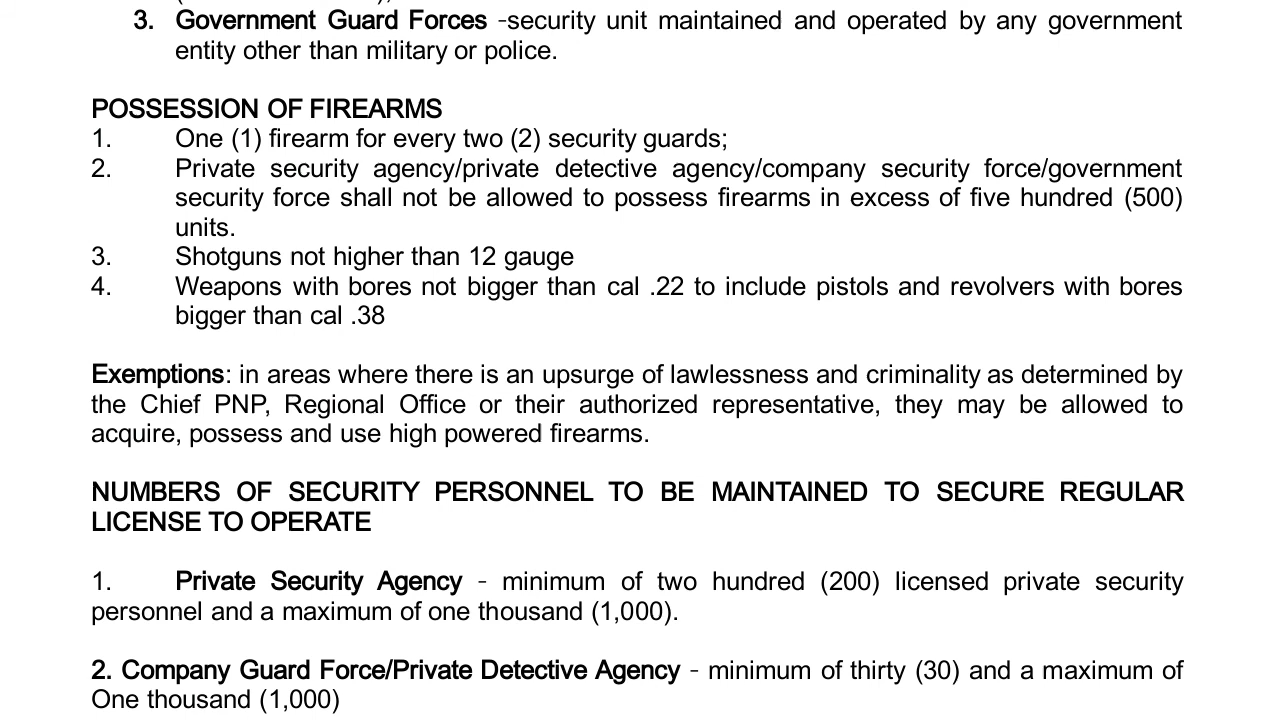 3. Government Guard Forces -security unit maintained and operated by any government
entity other than military or police.
POSSESSION OF FIREARMS
1. One (1) firearm for every two (2) security guards;
2. Private security agency/private detective agency/company security force/government
security force shall not be allowed to possess firearms in excess of five hundred (500)
units.
3. Shotguns not higher than 12 gauge
4. Weapons with bores not bigger than cal .22 to include pistols and revolvers with bores
bigger than cal .38
Exemptions: in areas where there is an upsurge of lawlessness and criminality as determined by
the Chief PNP, Regional Office or their authorized representative, they may be allowed to
acquire, possess and use high powered firearms.
NUMBERS OF SECURITY PERSONNEL TO BE MAINTAINED TO SECURE REGULAR
LICENSE TO OPERATE
1. Private Security Agency - minimum of two hundred (200) licensed private security
personnel and a maximum of one thousand (1,000).
2. Company Guard Force/Private Detective Agency - minimum of thirty (30) and a maximum of
One thousand (1,000)